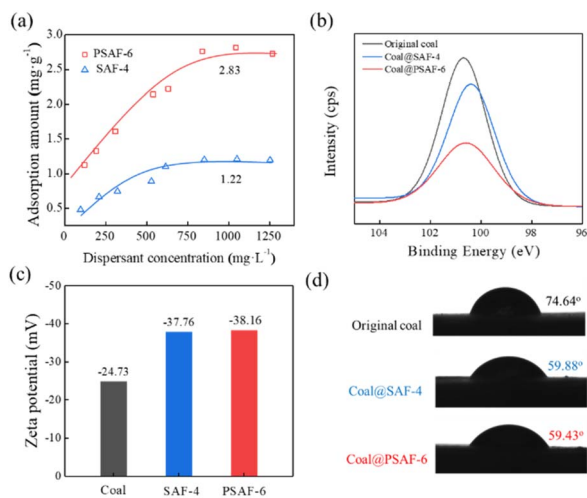 (a)
Adsorption amount (mg·g⁻¹)
3.0
2.5
2.0
1.5
1.0
0.5
PSAF-6
SAF-4
2.83
1.22
0
250
500
750
1000
1250
Dispersant concentration (mg·L⁻¹)
(b)
Intensity (cps)
Original coal
Coal@SAF-4
Coal@PSAF-6
104
102
100
98
96
Binding Energy (eV)
(c)
Zeta potential (mV)
-50
-40
-30
-20
-10
0
-24.73
-37.76
-38.16
Coal
SAF-4
PSAF-6
(d)
Original coal
74.64°
Coal@SAF-4
59.88°
Coal@PSAF-6
59.43°